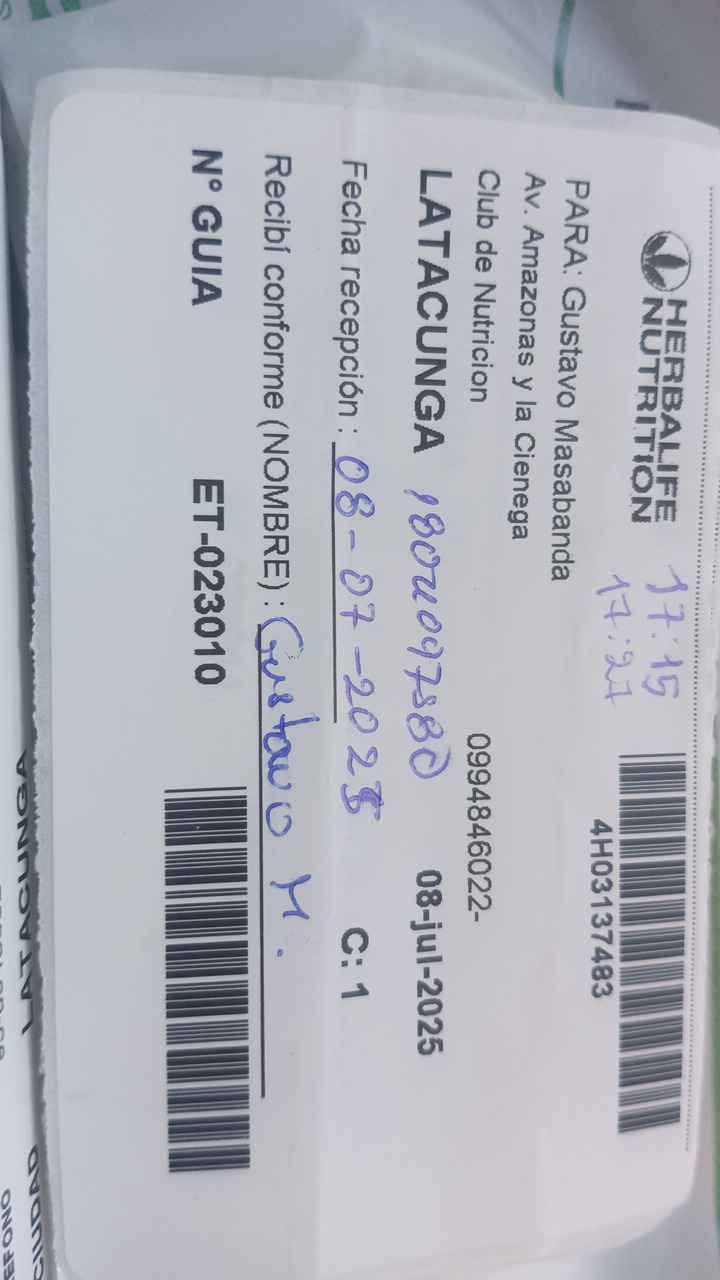 HERBALIFE
NUTRITION
17:15
17:27
4H03137483
PARA: Gustavo Masabanda
Av. Amazonas y la Cienega
Club de Nutricion 0994846022-
LATACUNGA 08-jul-2025
Fecha recepción : 08-07-2025 C: 1
Recibí conforme (NOMBRE) : Gustavo M.
Nº GUIA ET-023010
LATACUNGA
CIUDAD